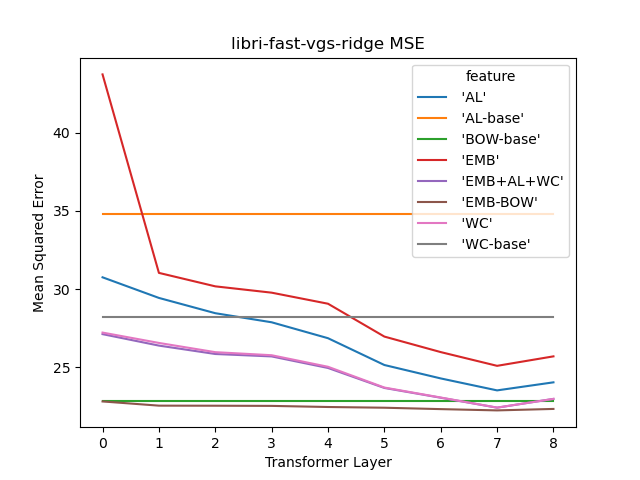 libri-fast-vgs-ridge MSE
feature
'AL'
'AL-base'
'BOW-base'
'EMB'
'EMB+AL+WC'
'EMB-BOW'
'WC'
'WC-base'
40
35
30
25
Mean Squared Error
0 1 2 3 4 5 6 7 8
Transformer Layer